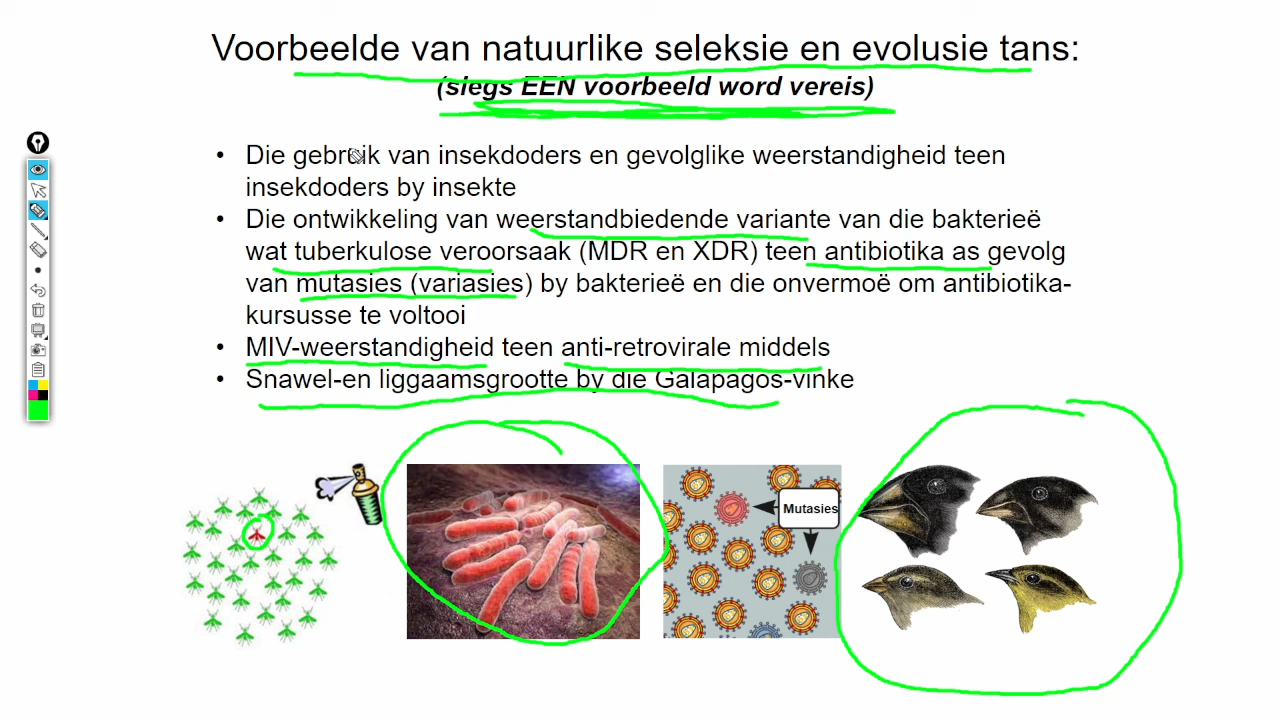 Voorbeelde van natuurlike seleksie en evolusie tans:
(slegs EEN voorbeeld word vereis)
• Die gebruik van insekdoders en gevolglike weerstandigheid teen
insekdoders by insekte
• Die ontwikkeling van weerstandbiedende variante van die bakterieë
wat tuberkulose veroorsaak (MDR en XDR) teen antibiotika as gevolg
van mutasies (variasies) by bakterieë en die onvermoë om antibiotika-
kursusse te voltooi
• MIV-weerstandigheid teen anti-retrovirale middels
• Snawel-en liggaamsgrootte by die Galapagos-vinke
Mutasies